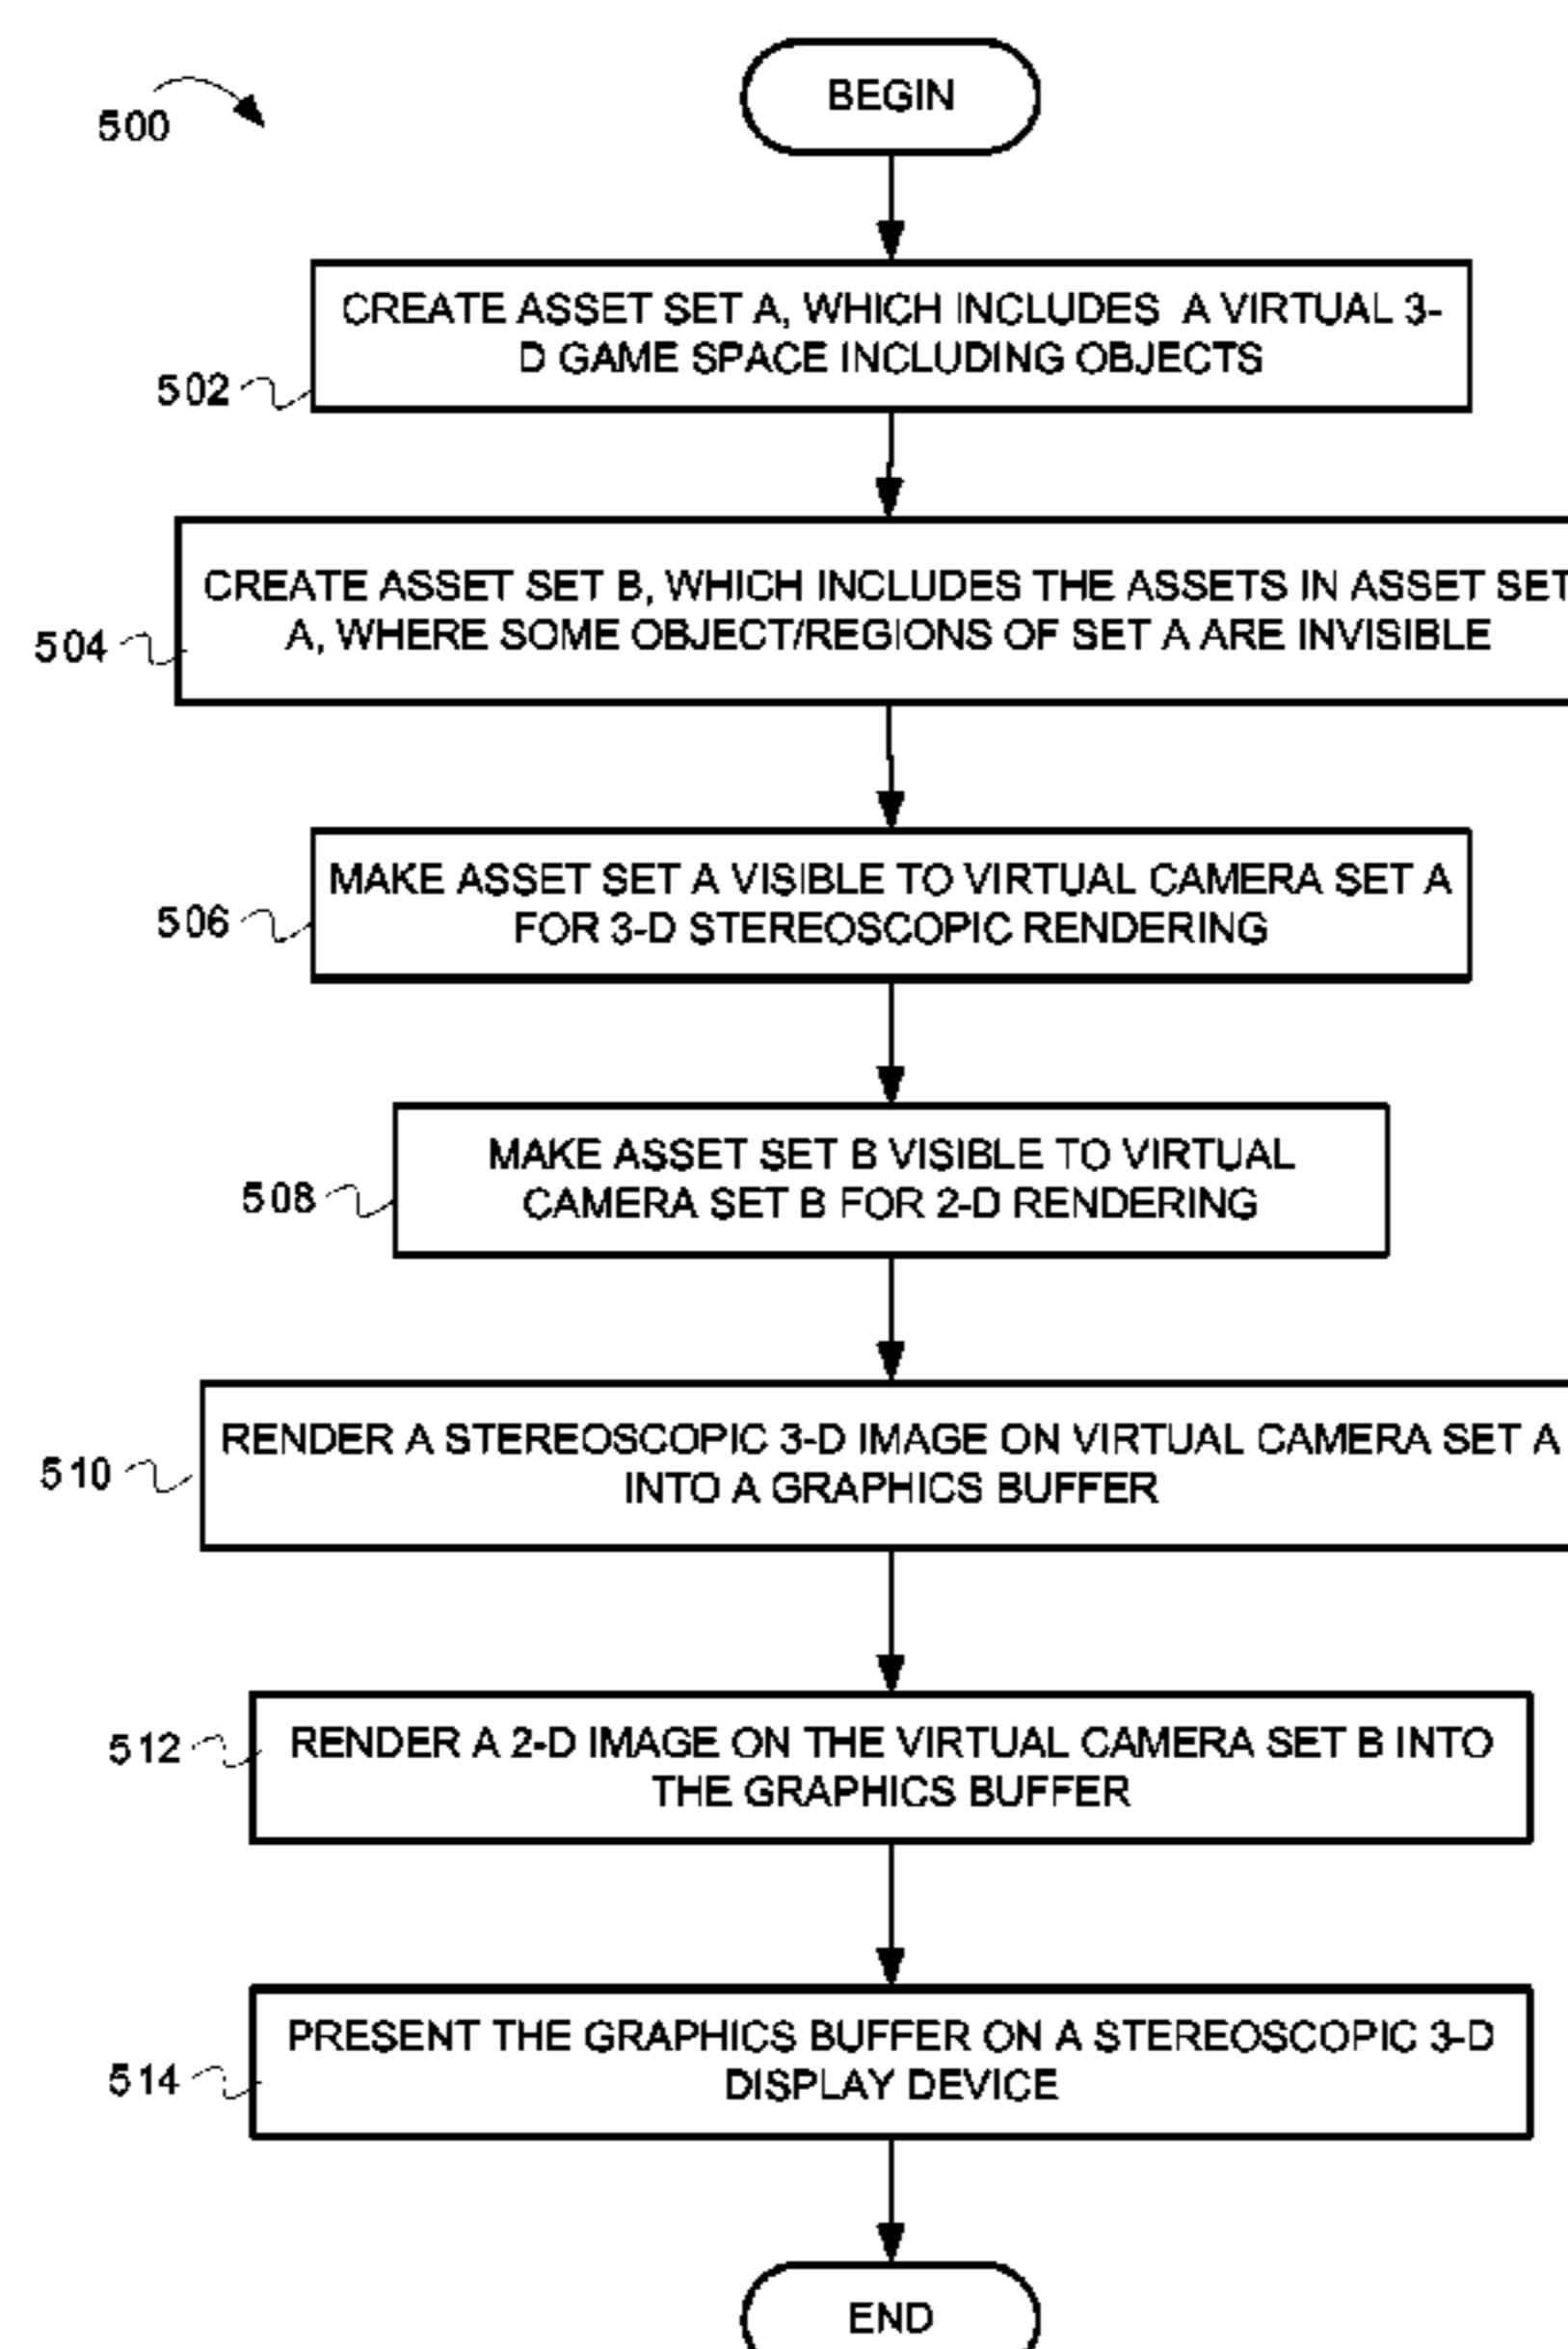 BEGIN
500
CREATE ASSET SET A, WHICH INCLUDES A VIRTUAL 3-
D GAME SPACE INCLUDING OBJECTS
502
CREATE ASSET SET B, WHICH INCLUDES THE ASSETS IN ASSET SET
A, WHERE SOME OBJECT/REGIONS OF SET A ARE INVISIBLE
504
MAKE ASSET SET A VISIBLE TO VIRTUAL CAMERA SET A
FOR 3-D STEREOSCOPIC RENDERING
506
MAKE ASSET SET B VISIBLE TO VIRTUAL
CAMERA SET B FOR 2-D RENDERING
508
RENDER A STEREOSCOPIC 3-D IMAGE ON VIRTUAL CAMERA SET A
INTO A GRAPHICS BUFFER
510
RENDER A 2-D IMAGE ON THE VIRTUAL CAMERA SET B INTO
THE GRAPHICS BUFFER
512
PRESENT THE GRAPHICS BUFFER ON A STEREOSCOPIC 3-D
DISPLAY DEVICE
514
END